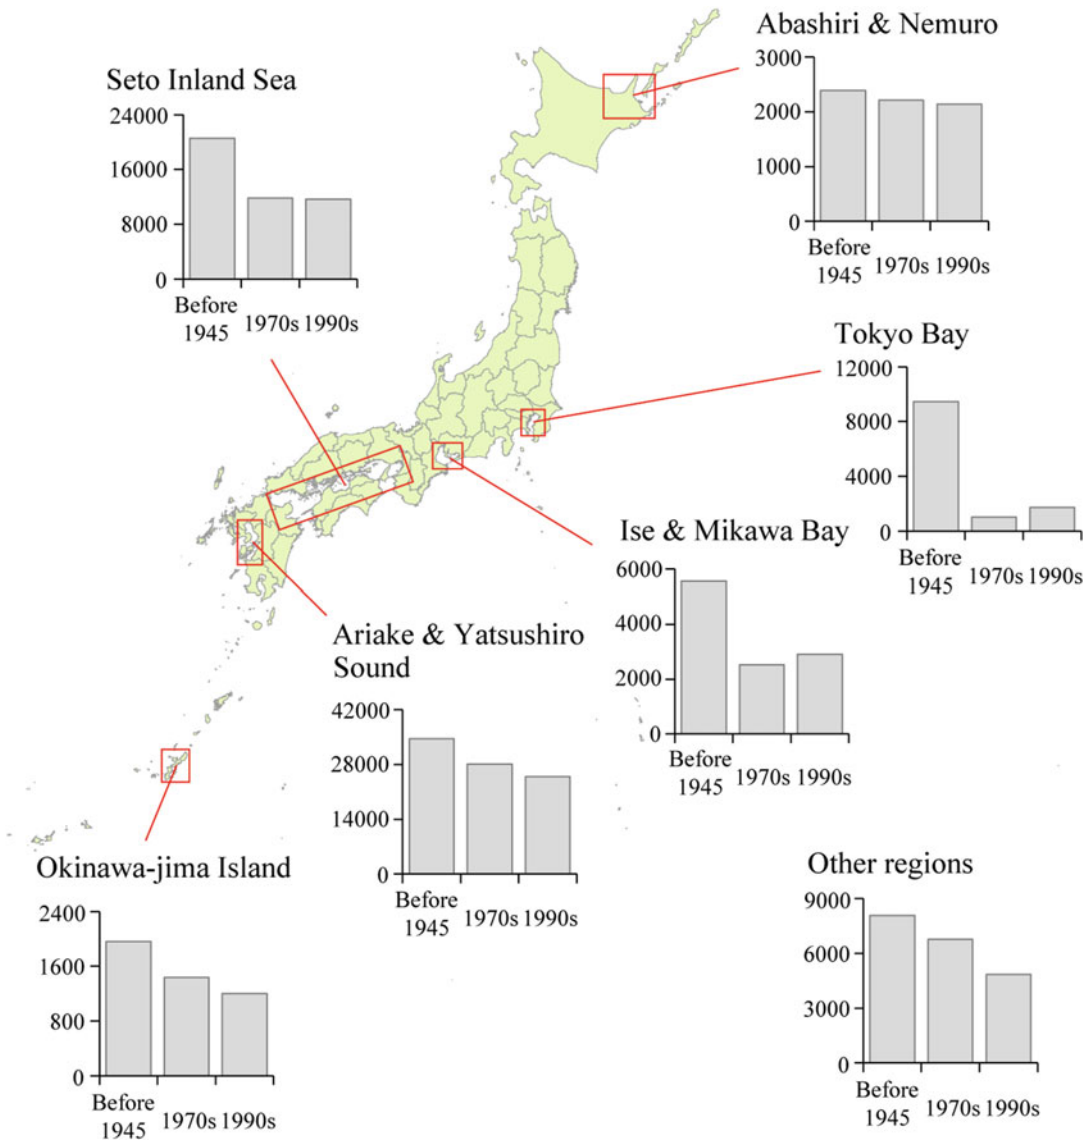 Abashiri & Nemuro
3000
2000
1000
0
Before
1945
1970s
1990s
Seto Inland Sea
24000
16000
8000
0
Before
1945
1970s
1990s
Tokyo Bay
12000
8000
4000
0
Before
1945
1970s
1990s
Ise & Mikawa Bay
6000
4000
2000
0
Before
1945
1970s
1990s
Ariake & Yatsushiro
Sound
42000
28000
14000
0
Before
1945
1970s
1990s
Okinawa-jima Island
2400
1600
800
0
Before
1945
1970s
1990s
Other regions
9000
6000
3000
0
Before
1945
1970s
1990s